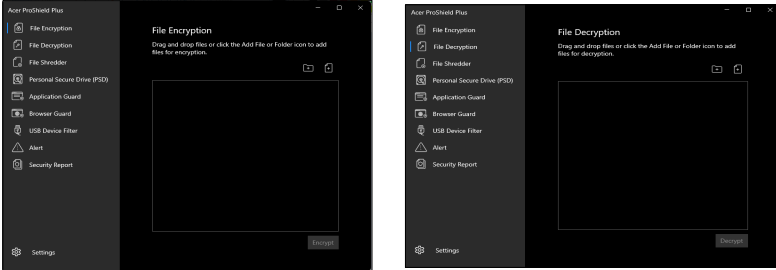 Acer ProShield Plus
File Encryption
File Decryption
File Shredder
Personal Secure Drive (PSD)
Application Guard
Browser Guard
USB Device Filter
Alert
Security Report
Settings
File Encryption
Drag and drop files or click the Add File or Folder icon to add
files for encryption.
Encrypt
Acer ProShield Plus
File Encryption
File Decryption
File Shredder
Personal Secure Drive (PSD)
Application Guard
Browser Guard
USB Device Filter
Alert
Security Report
Settings
File Decryption
Drag and drop files or click the Add File or Folder icon to add
files for decryption.
Decrypt